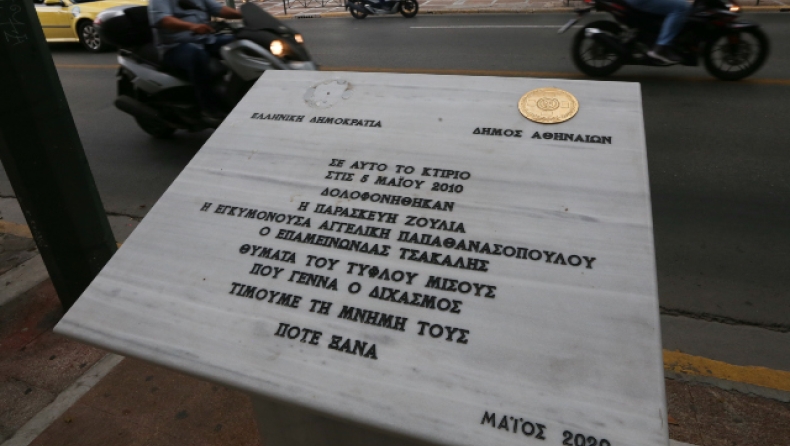 ΕΛΛΗΝΙΚΗ ΔΗΜΟΚΡΑΤΙΑ
ΔΗΜΟΣ ΑΘΗΝΑΙΩΝ
ΣΕ ΑΥΤΟ ΤΟ ΚΤΙΡΙΟ
ΣΤΙΣ 5 ΜΑΪΟΥ 2010
ΔΟΛΟΦΟΝΗΘΗΚΑΝ
Η ΠΑΡΑΣΚΕΥΗ ΖΟΥΛΙΑ
Η ΕΓΚΥΜΟΝΟΥΣΑ ΑΓΓΕΛΙΚΗ ΠΑΠΑΘΑΝΑΣΟΠΟΥΛΟΥ
Ο ΕΠΑΜΕΙΝΩΝΔΑΣ ΤΣΑΚΑΛΗΣ
ΘΥΜΑΤΑ ΤΟΥ ΤΥΦΛΟΥ ΜΙΣΟΥΣ
ΠΟΥ ΓΕΝΝΑ Ο ΔΙΧΑΣΜΟΣ
ΤΙΜΟΥΜΕ ΤΗ ΜΝΗΜΗ ΤΟΥΣ
ΠΟΤΕ ΞΑΝΑ
ΜΑΪΟΣ 2020